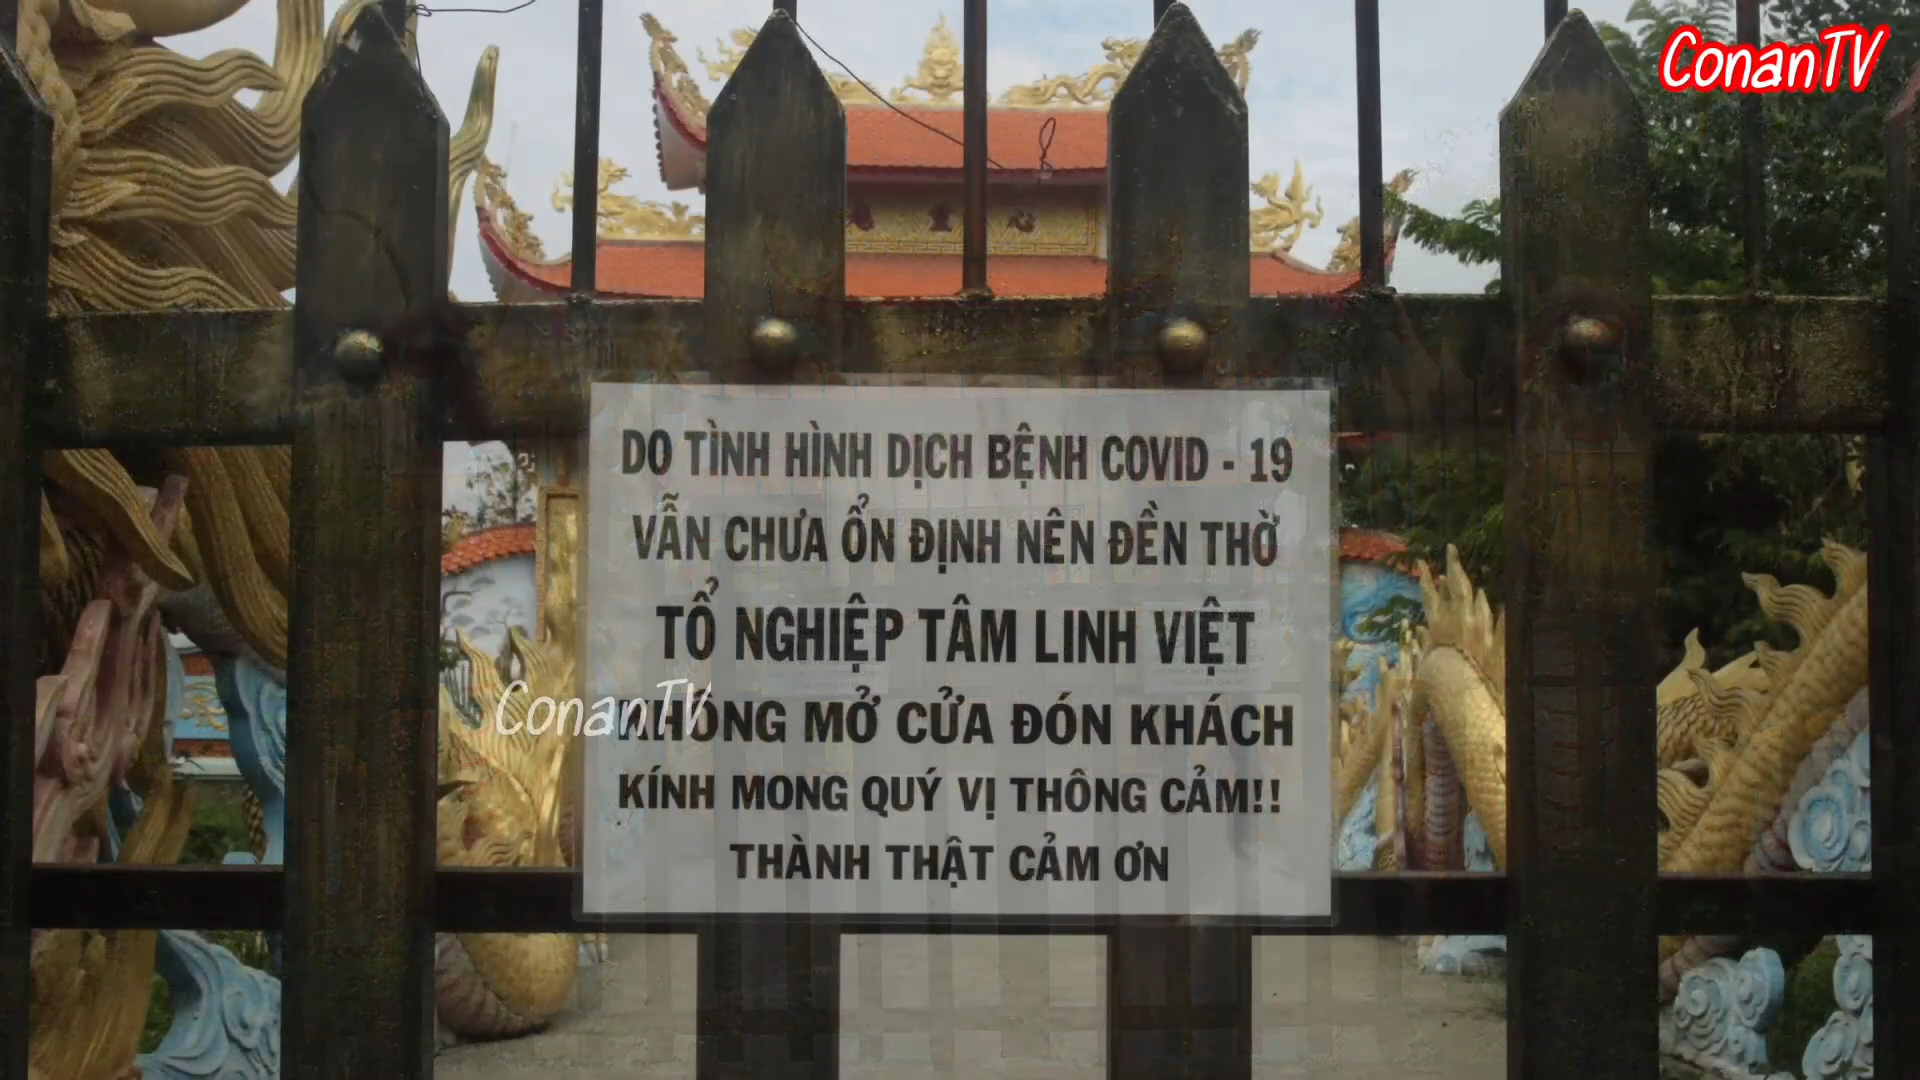 ConanTV
DO TÌNH HÌNH DỊCH BỆNH COVID - 19
VẪN CHƯA ỔN ĐỊNH NÊN ĐỀN THỜ
TỔ NGHIỆP TÂM LINH VIỆT
ConanTV
KHÔNG MỞ CỬA ĐÓN KHÁCH
KÍNH MONG QUÝ VỊ THÔNG CẢM!!
THÀNH THẬT CẢM ƠN